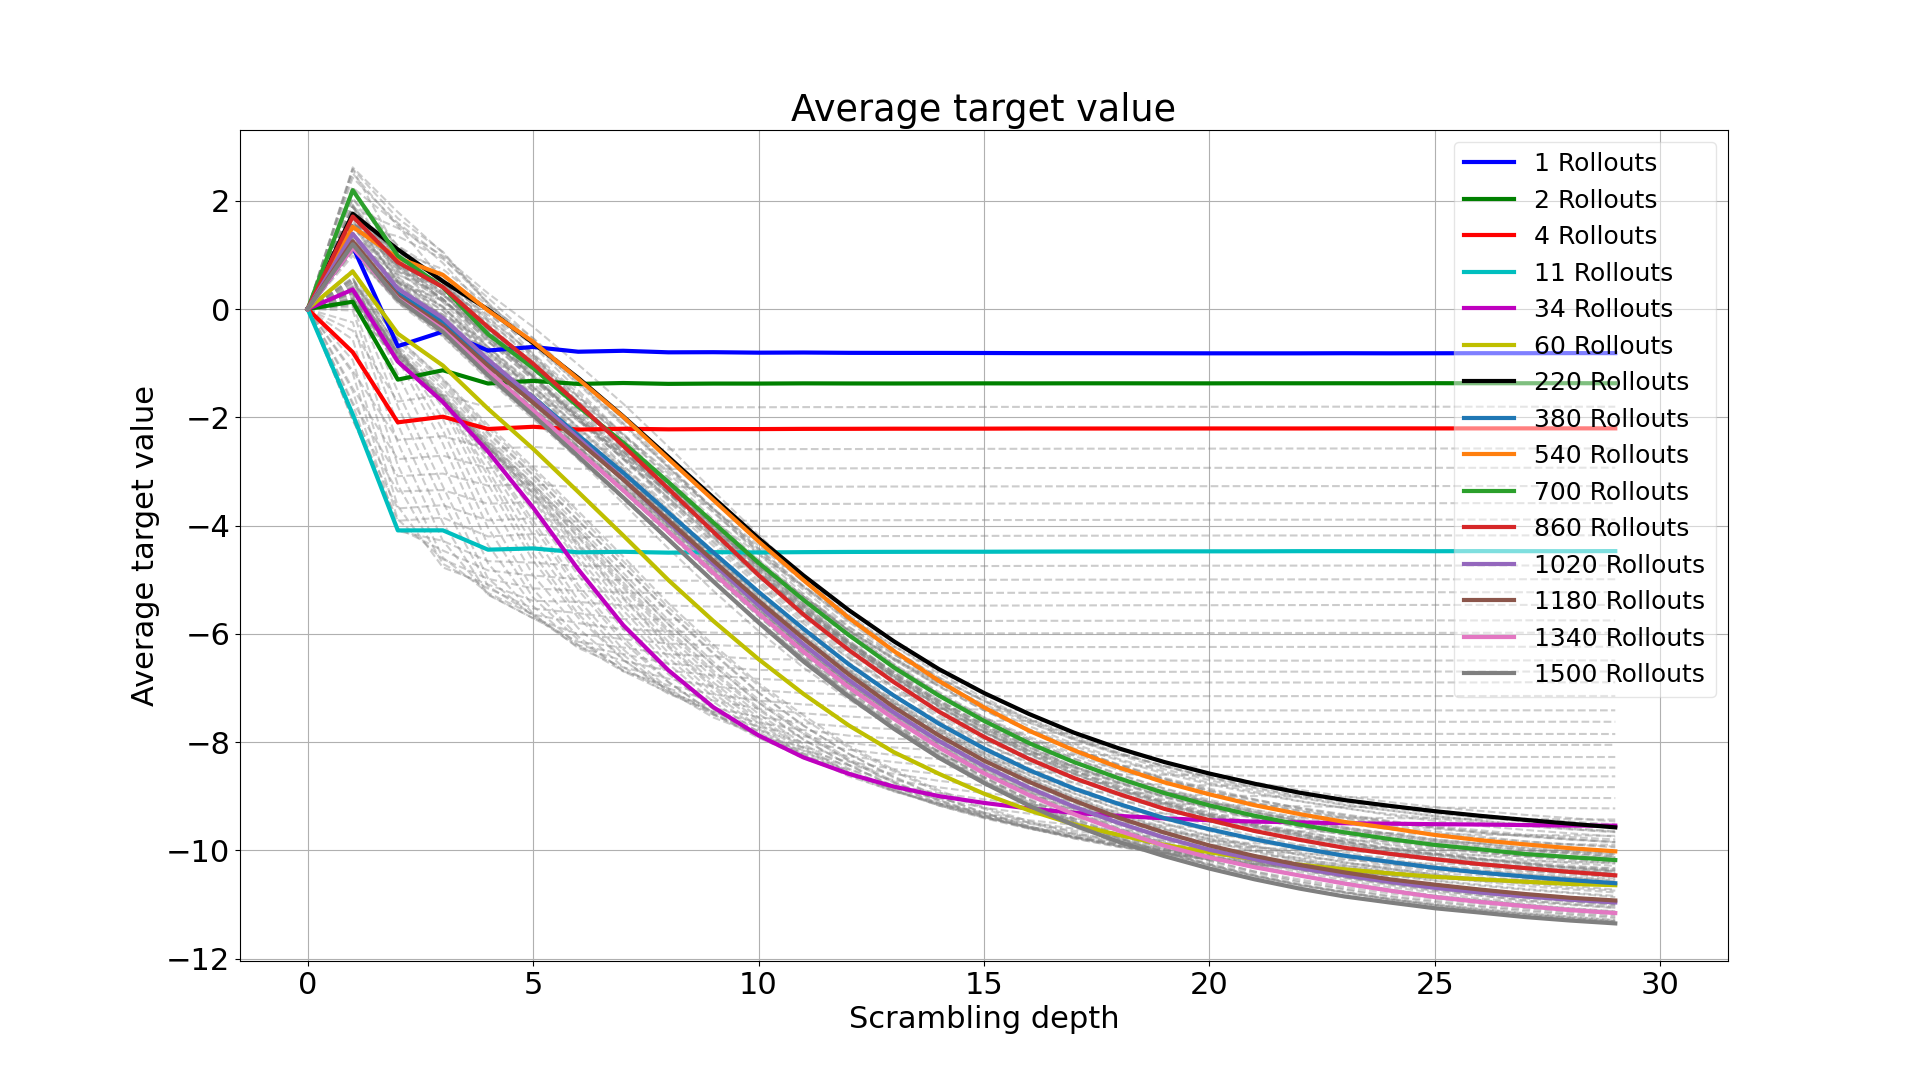 Average target value
Average target value
2
0
−2
−4
−6
−8
−10
−12
0 5 10 15 20 25 30
Scrambling depth
1 Rollouts
2 Rollouts
4 Rollouts
11 Rollouts
34 Rollouts
60 Rollouts
220 Rollouts
380 Rollouts
540 Rollouts
700 Rollouts
860 Rollouts
1020 Rollouts
1180 Rollouts
1340 Rollouts
1500 Rollouts